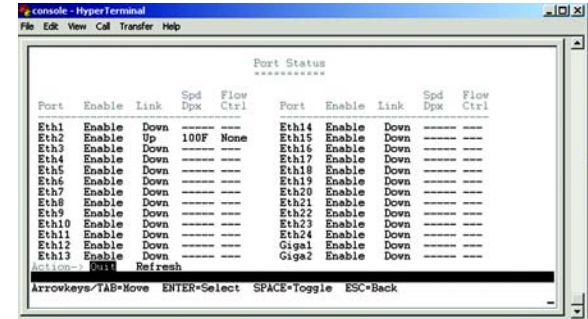 console - HyperTerminal
File Edit View Call Transfer Help
Port Status
===========
Spd Flow Spd Flow
Port Enable Link Dpx Ctrl Port Enable Link Dpx Ctrl
Eth1 Enable Down ----- --- Eth14 Enable Down ----- ---
Eth2 Enable Up 100F None Eth15 Enable Down ----- ---
Eth3 Enable Down ----- --- Eth16 Enable Down ----- ---
Eth4 Enable Down ----- --- Eth17 Enable Down ----- ---
Eth5 Enable Down ----- --- Eth18 Enable Down ----- ---
Eth6 Enable Down ----- --- Eth19 Enable Down ----- ---
Eth7 Enable Down ----- --- Eth20 Enable Down ----- ---
Eth8 Enable Down ----- --- Eth21 Enable Down ----- ---
Eth9 Enable Down ----- --- Eth22 Enable Down ----- ---
Eth10 Enable Down ----- --- Eth23 Enable Down ----- ---
Eth11 Enable Down ----- --- Eth24 Enable Down ----- ---
Eth12 Enable Down ----- --- Giga1 Enable Down ----- ---
Eth13 Enable Down ----- --- Giga2 Enable Down ----- ---
Action-> Quit Refresh
Arrowkeys/TAB=Move ENTER=Select SPACE=Toggle ESC=Back